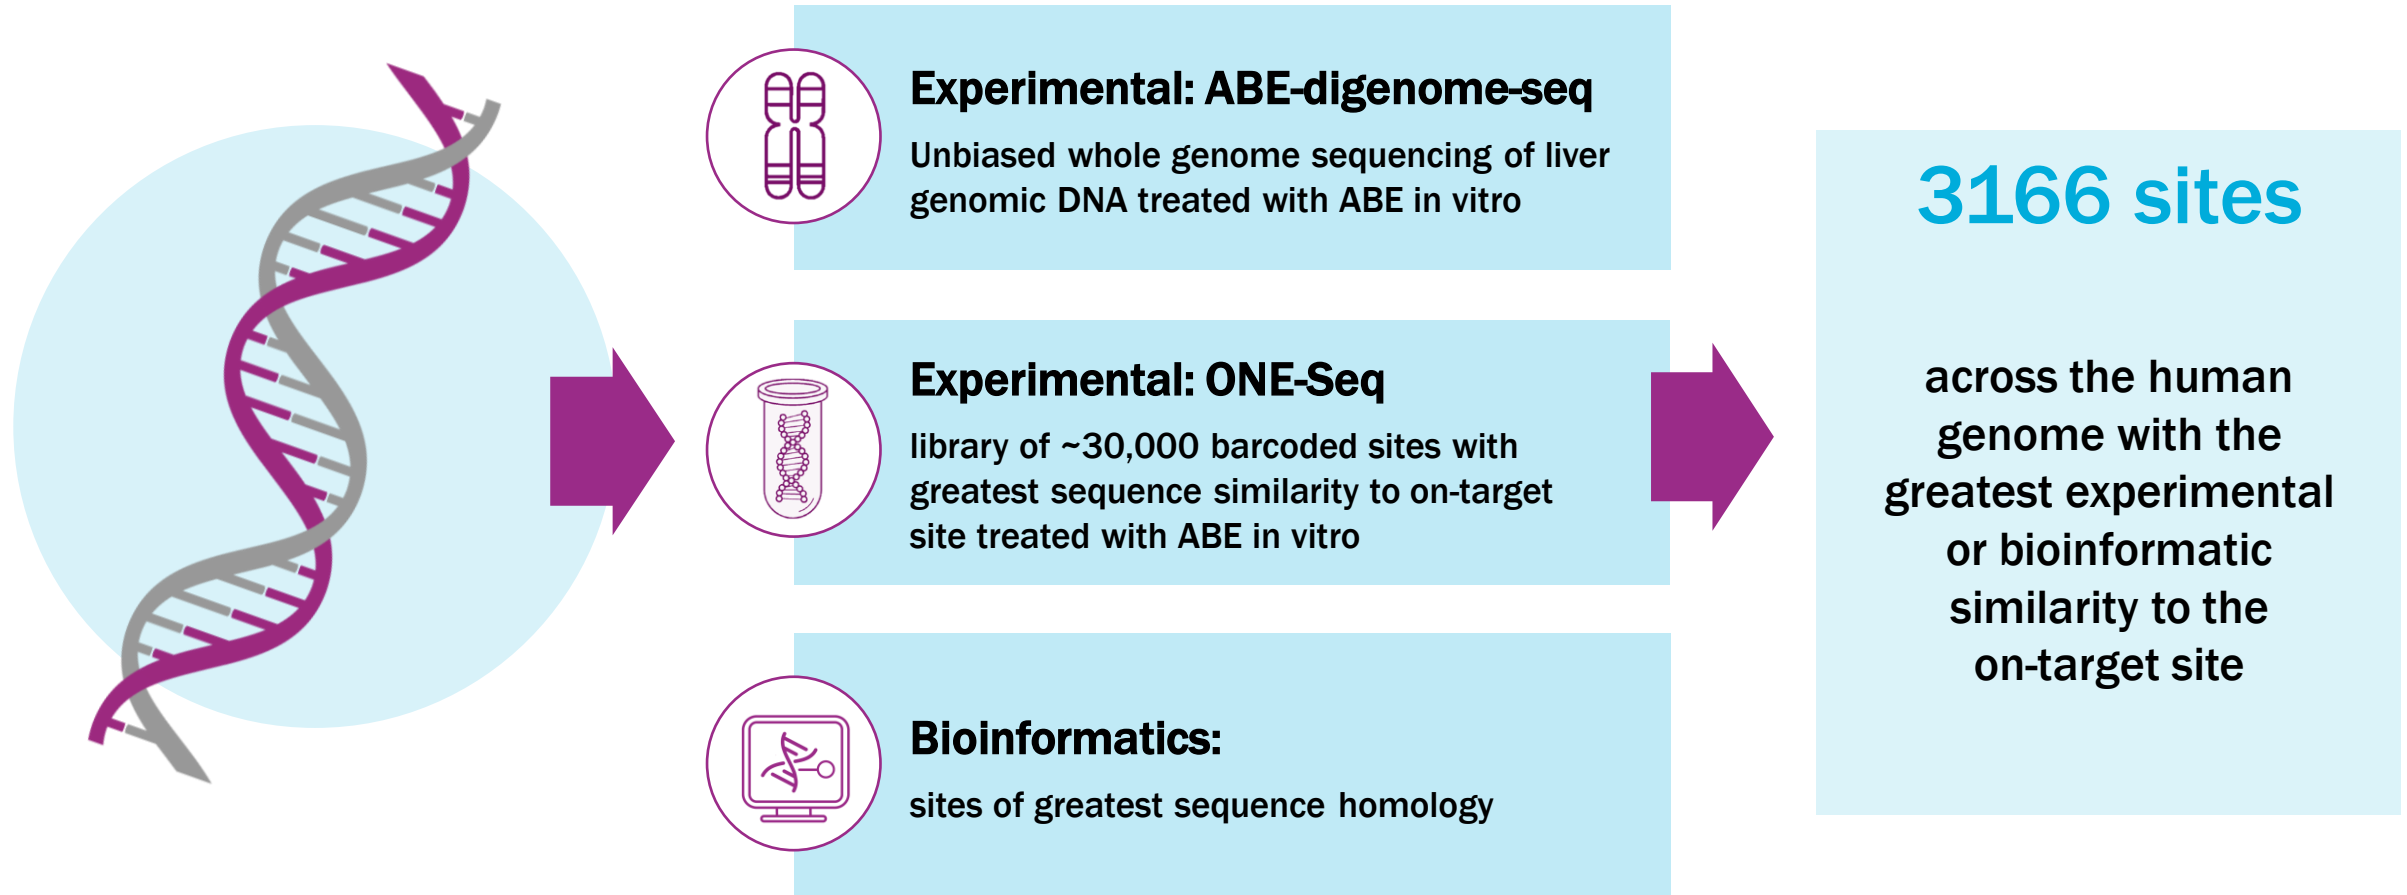 Experimental: ABE-digenome-seq
Unbiased whole genome sequencing of liver
genomic DNA treated with ABE in vitro
Experimental: ONE-Seq
library of ~30,000 barcoded sites with
greatest sequence similarity to on-target
site treated with ABE in vitro
Bioinformatics:
sites of greatest sequence homology
3166 sites
across the human
genome with the
greatest experimental
or bioinformatic
similarity to the
on-target site